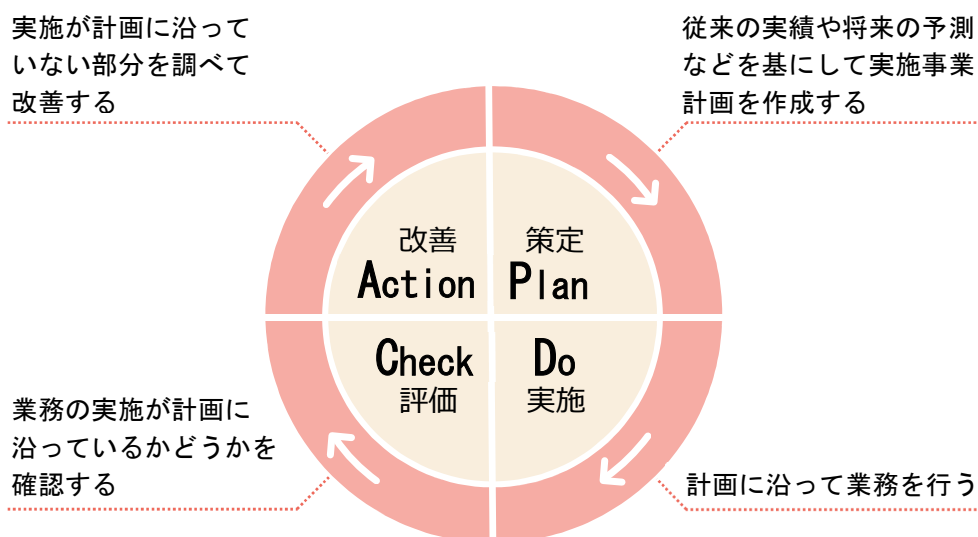 実施が計画に沿って
いない部分を調べて
改善する
従来の実績や将来の予測
などを基にして実施事業
計画を作成する
改善
Action
策定
Plan
Check
評価
Do
実施
業務の実施が計画に
沿っているかどうかを
確認する
計画に沿って業務を行う